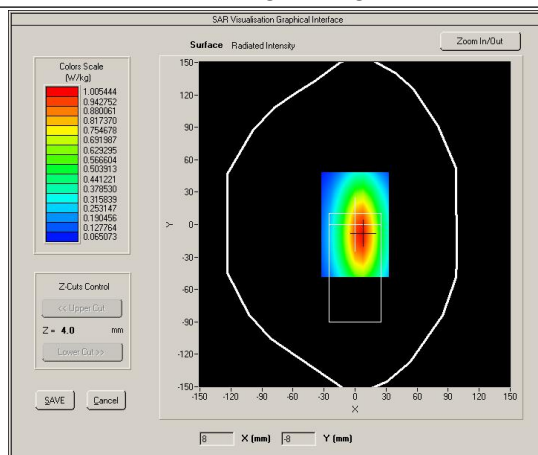 SAR Visualisation Graphical Interface
Surface Radiated Intensity
Zoom In/Out
Colors Scale
(W/kg)
1.005444
0.942752
0.880061
0.817370
0.754678
0.691987
0.629295
0.566604
0.503913
0.441221
0.378530
0.315839
0.253147
0.190456
0.127764
0.065073
Z-Cuts Control
<< Upper Cut
Z = 4.0 mm
Lower Cut >>
SAVE Cancel
150
120
90
60
30
0
-30
-60
-90
-120
-150
Y
-150 -120 -90 -60 -30 0 30 60 90 120 150
X
8 X (mm) -8 Y (mm)